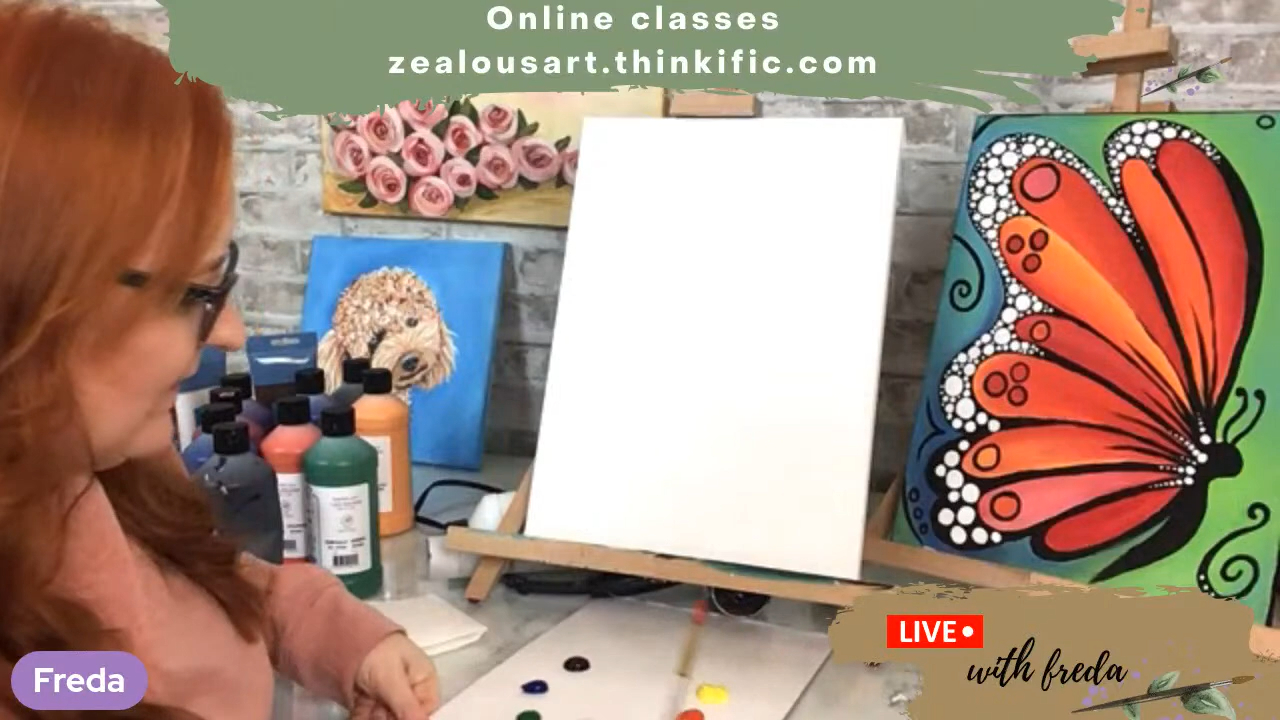 Online classes
zealousart.thinkific.com
LIVE
with freda
Freda